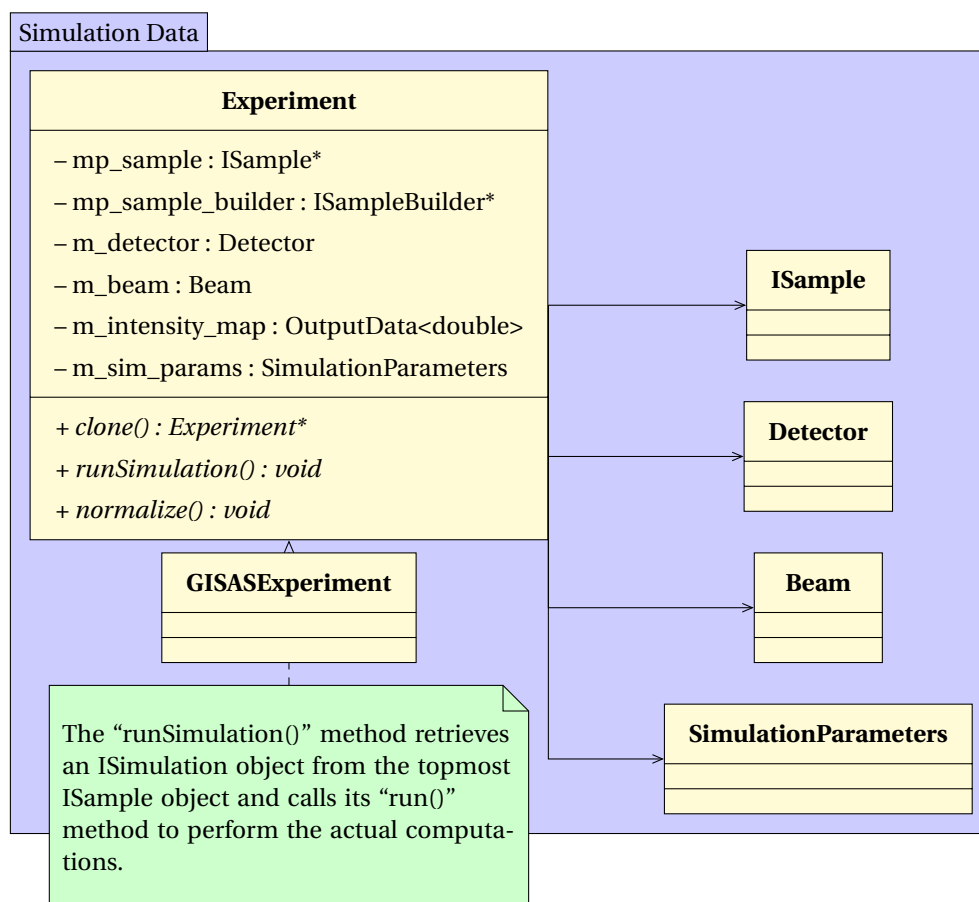 Simulation Data
Experiment
– mp_sample : ISample*
– mp_sample_builder : ISampleBuilder*
– m_detector : Detector
– m_beam : Beam
– m_intensity_map : OutputData<double>
– m_sim_params : SimulationParameters
+ clone() : Experiment*
+ runSimulation() : void
+ normalize() : void
ISample
Detector
GISASExperiment
Beam
SimulationParameters
The “runSimulation()” method retrieves
an ISimulation object from the topmost
ISample object and calls its “run()”
method to perform the actual computa-
tions.